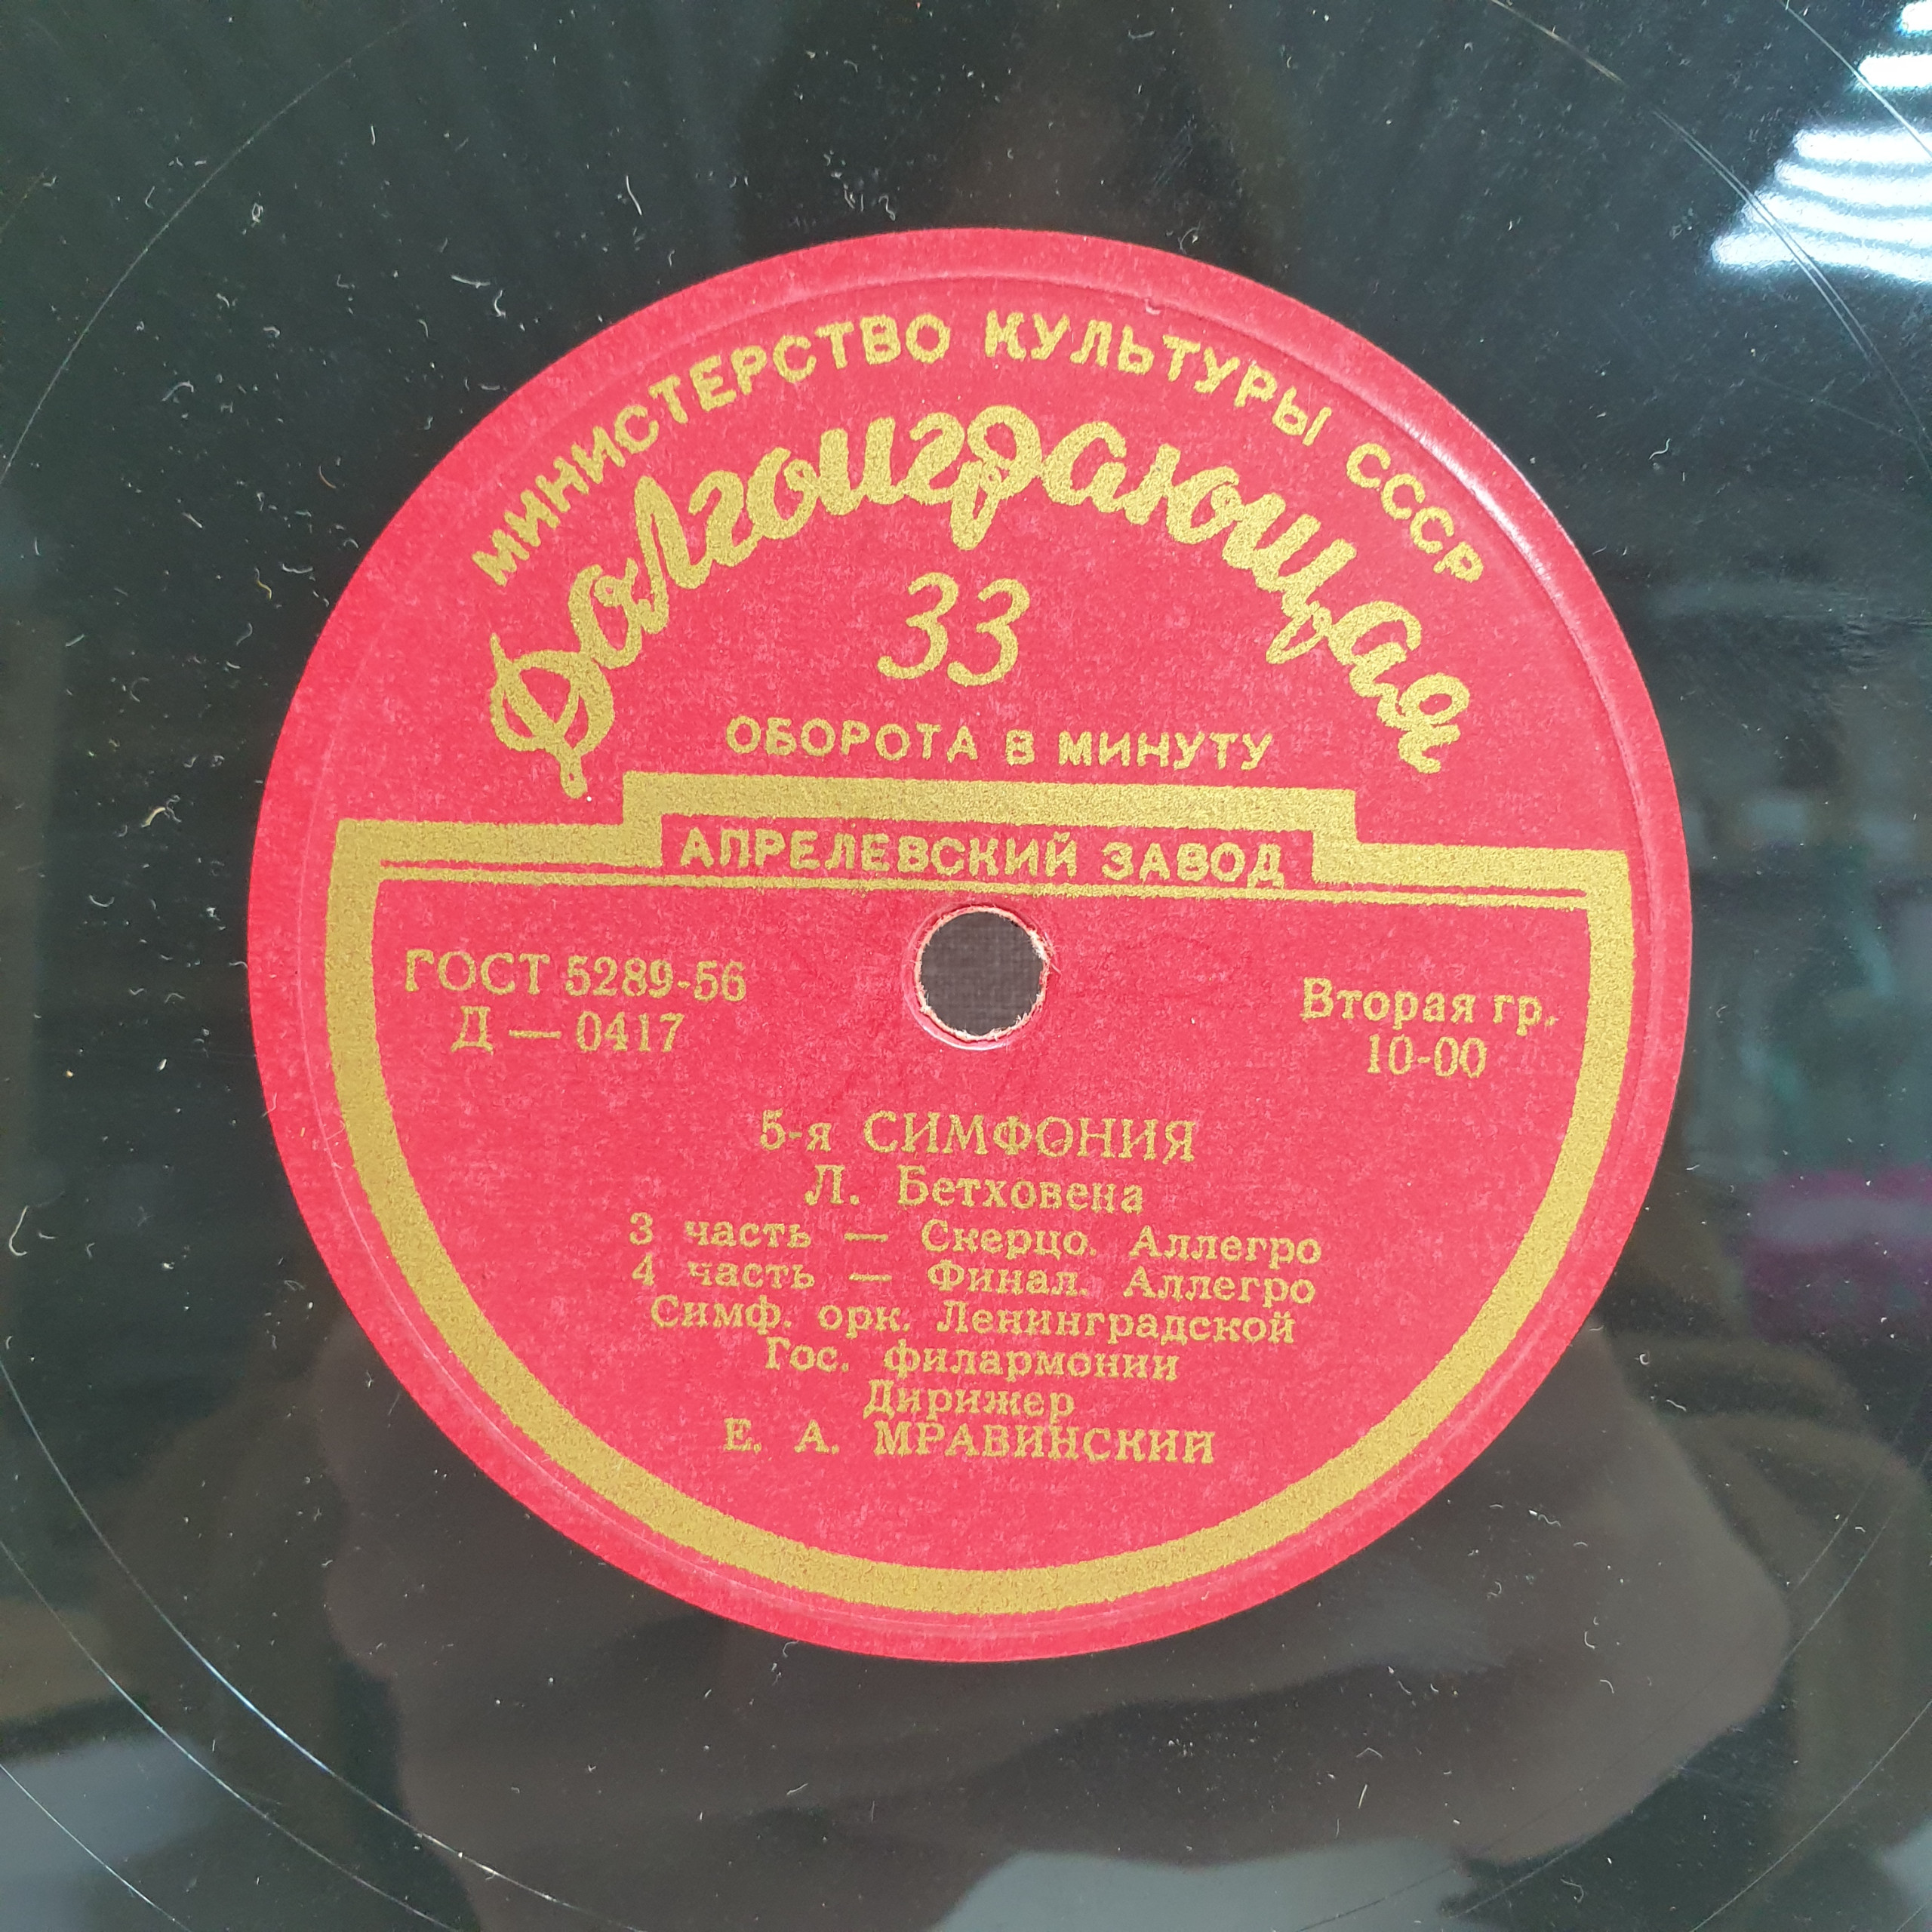 МИНИСТЕРСТВО КУЛЬТУРЫ СССР
Долгоиграющая
33
ОБОРОТА В МИНУТУ
АПРЕЛЕВСКИЙ ЗАВОД
ГОСТ 5289-56
Д — 0417
Вторая гр.
10-00
5-я СИМФОНИЯ
Л. Бетховена
3 часть — Скерцо. Аллегро
4 часть — Финал. Аллегро
Симф. орк. Ленинградской
Гос. филармонии
Дирижер
Е. А. МРАВИНСКИЙ